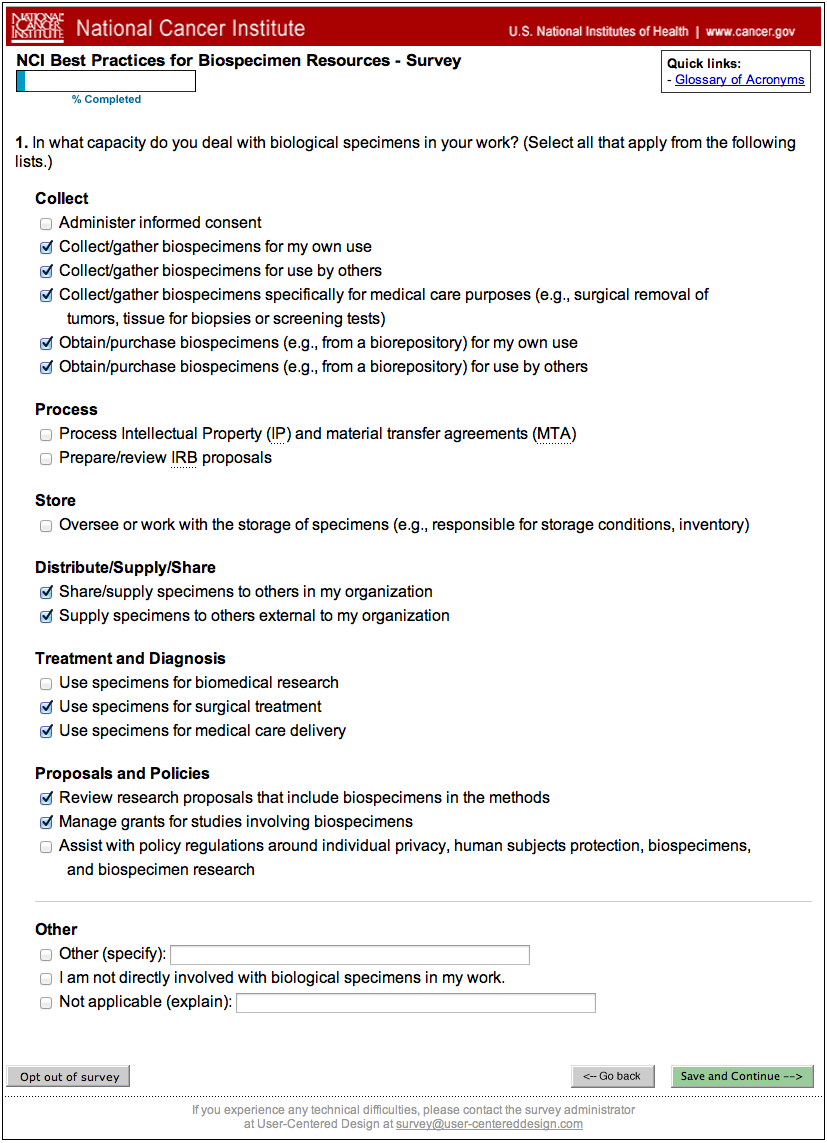 NATIONAL
CANCER
INSTITUTE
National Cancer Institute
U.S. National Institutes of Health | www.cancer.gov
NCI Best Practices for Biospecimen Resources - Survey
% Completed
Quick links:
- Glossary of Acronyms
1. In what capacity do you deal with biological specimens in your work? (Select all that apply from the following
lists.)
Collect
Administer informed consent
Collect/gather biospecimens for my own use
Collect/gather biospecimens for use by others
Collect/gather biospecimens specifically for medical care purposes (e.g., surgical removal of
tumors, tissue for biopsies or screening tests)
Obtain/purchase biospecimens (e.g., from a biorepository) for my own use
Obtain/purchase biospecimens (e.g., from a biorepository) for use by others
Process
Process Intellectual Property (IP) and material transfer agreements (MTA)
Prepare/review IRB proposals
Store
Oversee or work with the storage of specimens (e.g., responsible for storage conditions, inventory)
Distribute/Supply/Share
Share/supply specimens to others in my organization
Supply specimens to others external to my organization
Treatment and Diagnosis
Use specimens for biomedical research
Use specimens for surgical treatment
Use specimens for medical care delivery
Proposals and Policies
Review research proposals that include biospecimens in the methods
Manage grants for studies involving biospecimens
Assist with policy regulations around individual privacy, human subjects protection, biospecimens,
and biospecimen research
Other
Other (specify):
I am not directly involved with biological specimens in my work.
Not applicable (explain):
Opt out of survey
<-- Go back
Save and Continue -->
If you experience any technical difficulties, please contact the survey administrator
at User-Centered Design at survey@user-centereddesign.com